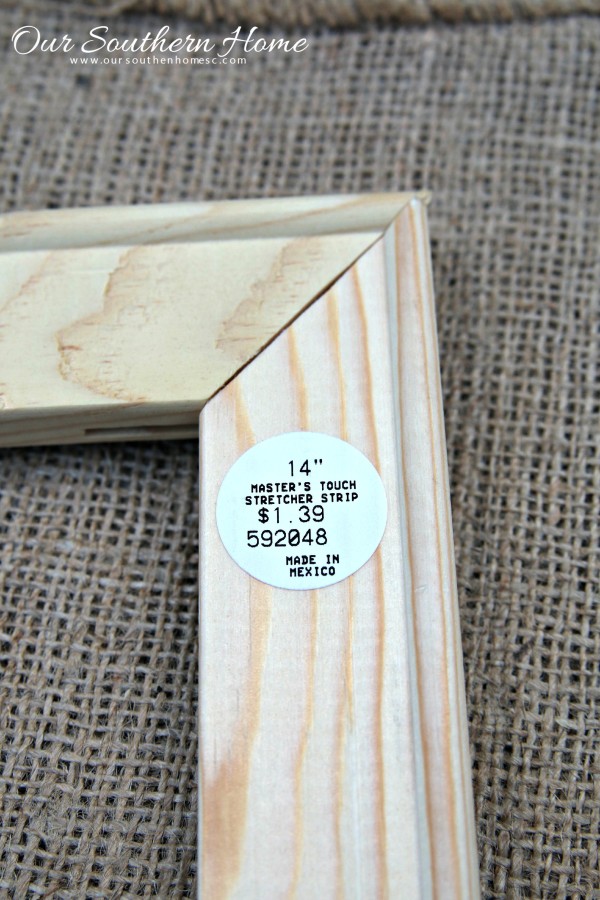 Our Southern Home
www.oursouthenhomesc.com
14"
MASTER'S TOUCH
STRETCHER STRIP
$1.39
592048
MADE IN
MEXICO